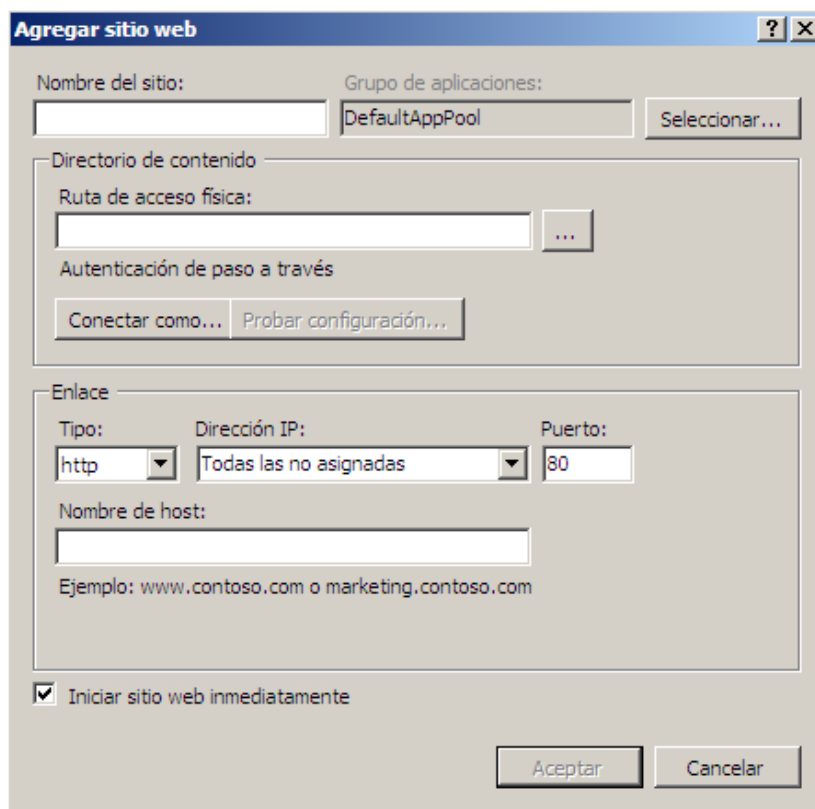 Agregar sitio web
Nombre del sitio: Grupo de aplicaciones:
DefaultAppPool Seleccionar...
Directorio de contenido
Ruta de acceso física:
...
Autenticación de paso a través
Conectar como... Probar configuración...
Enlace
Tipo: Dirección IP: Puerto:
http Todas las no asignadas 80
Nombre de host:
Ejemplo: www.contoso.com o marketing.contoso.com
Iniciar sitio web inmediatamente
Aceptar Cancelar